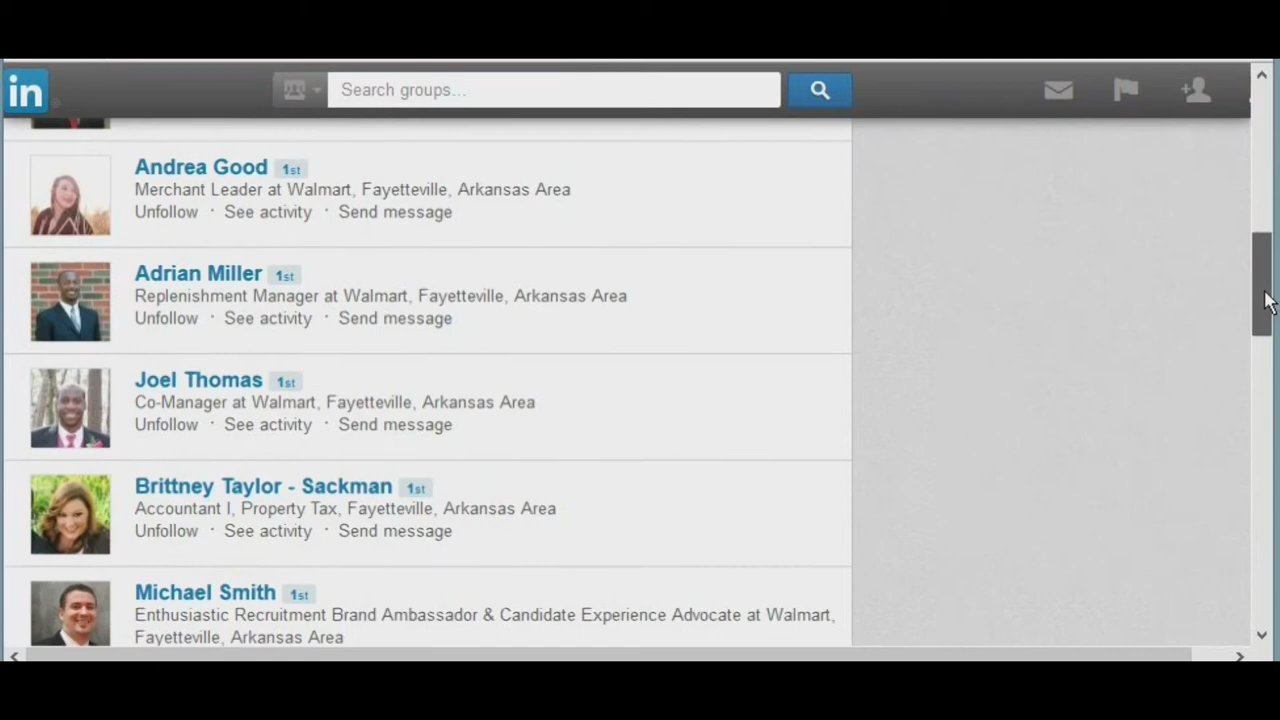 in
Search groups...
Andrea Good 1st
Merchant Leader at Walmart, Fayetteville, Arkansas Area
Unfollow · See activity · Send message
Adrian Miller 1st
Replenishment Manager at Walmart, Fayetteville, Arkansas Area
Unfollow · See activity · Send message
Joel Thomas 1st
Co-Manager at Walmart, Fayetteville, Arkansas Area
Unfollow · See activity · Send message
Brittney Taylor - Sackman 1st
Accountant I, Property Tax, Fayetteville, Arkansas Area
Unfollow · See activity · Send message
Michael Smith 1st
Enthusiastic Recruitment Brand Ambassador & Candidate Experience Advocate at Walmart,
Fayetteville, Arkansas Area